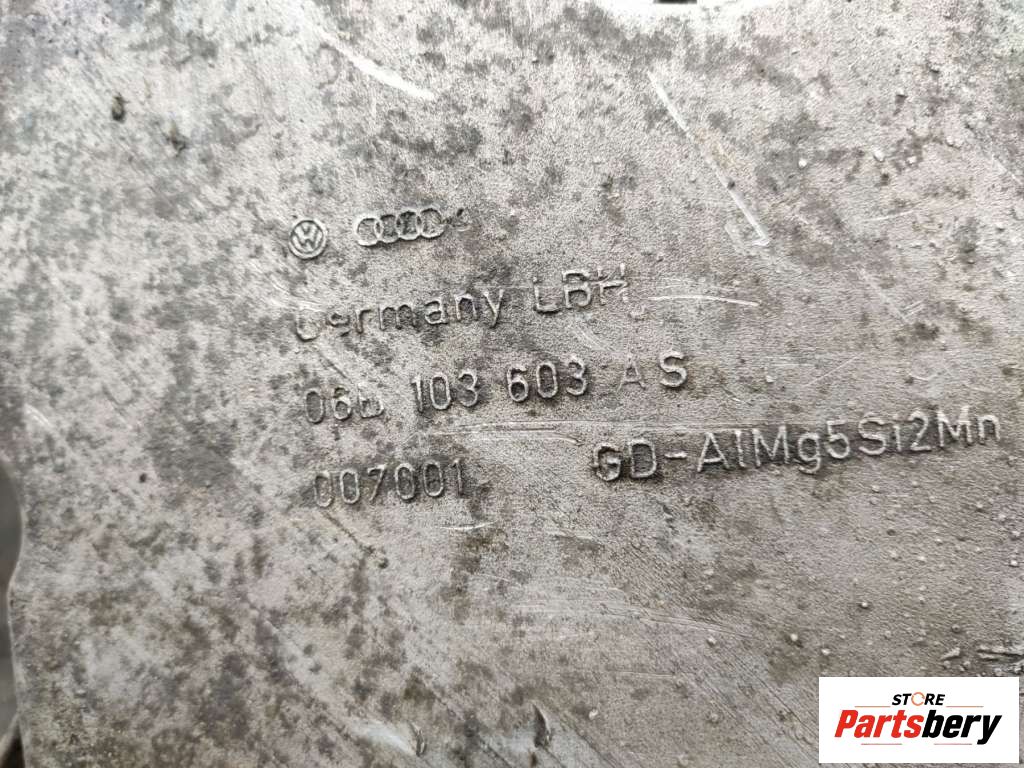 Germany LBH
06D 103 603 AS
007001 GD-AlMg5Si2Mn
STORE
Partsbery